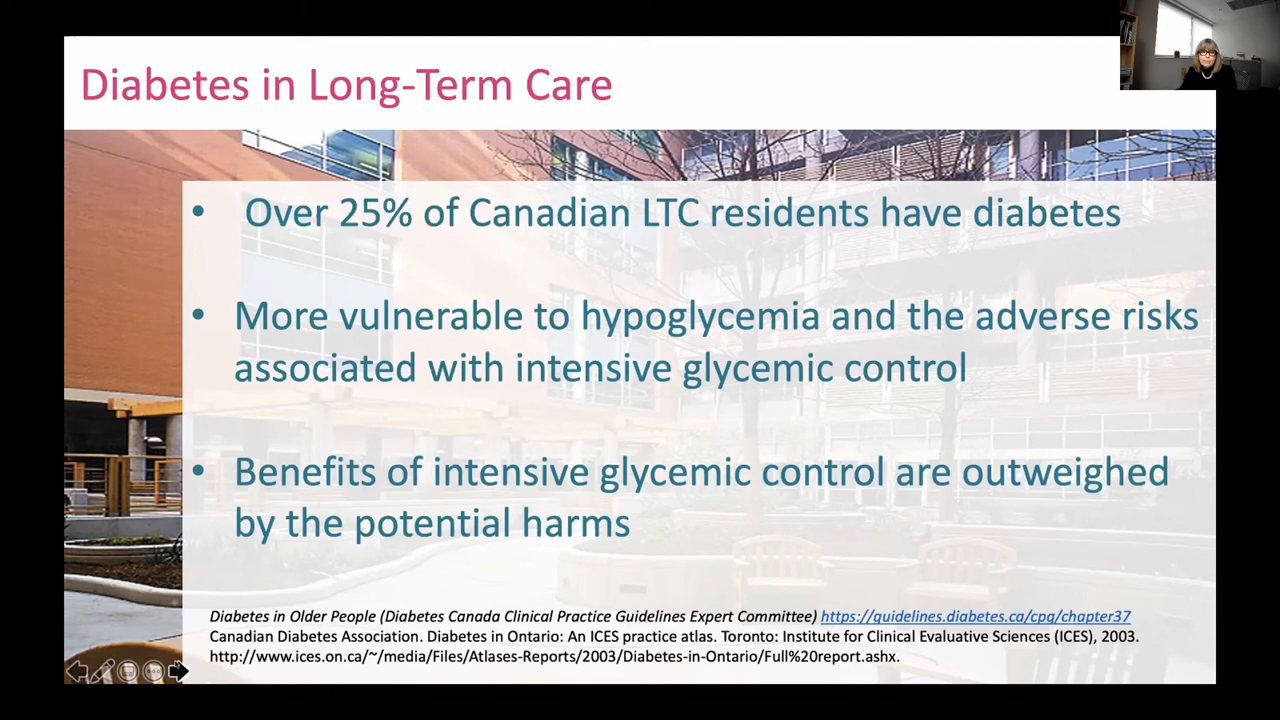 Diabetes in Long-Term Care
• Over 25% of Canadian LTC residents have diabetes
• More vulnerable to hypoglycemia and the adverse risks
associated with intensive glycemic control
• Benefits of intensive glycemic control are outweighed
by the potential harms
Diabetes in Older People (Diabetes Canada Clinical Practice Guidelines Expert Committee) https://guidelines.diabetes.ca/cpg/chapter37
Canadian Diabetes Association. Diabetes in Ontario: An ICES practice atlas. Toronto: Institute for Clinical Evaluative Sciences (ICES), 2003.
http://www.ices.on.ca/~/media/Files/Atlases-Reports/2003/Diabetes-in-Ontario/Full%20report.ashx.